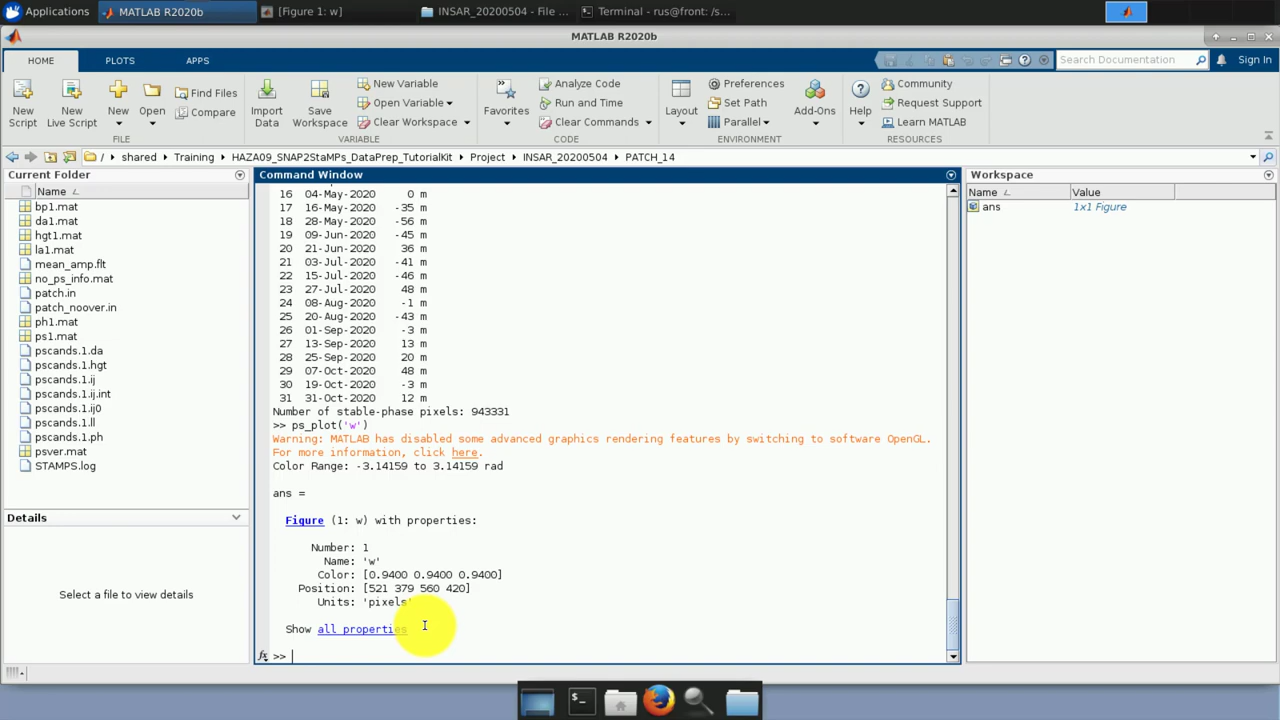 Applications
MATLAB R2020b
[Figure 1: w]
INSAR_20200504 - File ...
Terminal - rus@front: /s...
MATLAB R2020b
HOME
PLOTS
APPS
Search Documentation
Sign In
New Script
New Live Script
New
Open
Find Files
Compare
FILE
Import Data
Save Workspace
New Variable
Open Variable
Clear Workspace
VARIABLE
Favorites
Analyze Code
Run and Time
Clear Commands
CODE
Layout
Preferences
Set Path
Parallel
Add-Ons
ENVIRONMENT
Help
Community
Request Support
Learn MATLAB
RESOURCES
/ shared Training HAZA09_SNAP2StaMPs_DataPrep_TutorialKit Project INSAR_20200504 PATCH_14
Current Folder
Name
bp1.mat
da1.mat
hgt1.mat
la1.mat
mean_amp.flt
no_ps_info.mat
patch.in
patch_noover.in
ph1.mat
ps1.mat
pscands.1.da
pscands.1.hgt
pscands.1.ij
pscands.1.ij.int
pscands.1.ij0
pscands.1.ll
pscands.1.ph
psver.mat
STAMPS.log
Details
Select a file to view details
Command Window
16 04-May-2020 0 m
17 16-May-2020 -35 m
18 28-May-2020 -56 m
19 09-Jun-2020 -45 m
20 21-Jun-2020 36 m
21 03-Jul-2020 -41 m
22 15-Jul-2020 -46 m
23 27-Jul-2020 48 m
24 08-Aug-2020 -1 m
25 20-Aug-2020 -43 m
26 01-Sep-2020 -3 m
27 13-Sep-2020 13 m
28 25-Sep-2020 20 m
29 07-Oct-2020 48 m
30 19-Oct-2020 -3 m
31 31-Oct-2020 12 m
Number of stable-phase pixels: 943331
>> ps_plot('w')
Warning: MATLAB has disabled some advanced graphics rendering features by switching to software OpenGL.
For more information, click here.
Color Range: -3.14159 to 3.14159 rad
ans =
Figure (1: w) with properties:
Number: 1
Name: 'w'
Color: [0.9400 0.9400 0.9400]
Position: [521 379 560 420]
Units: 'pixels'
Show all properties
fx >>
Workspace
Name Value
ans 1x1 Figure